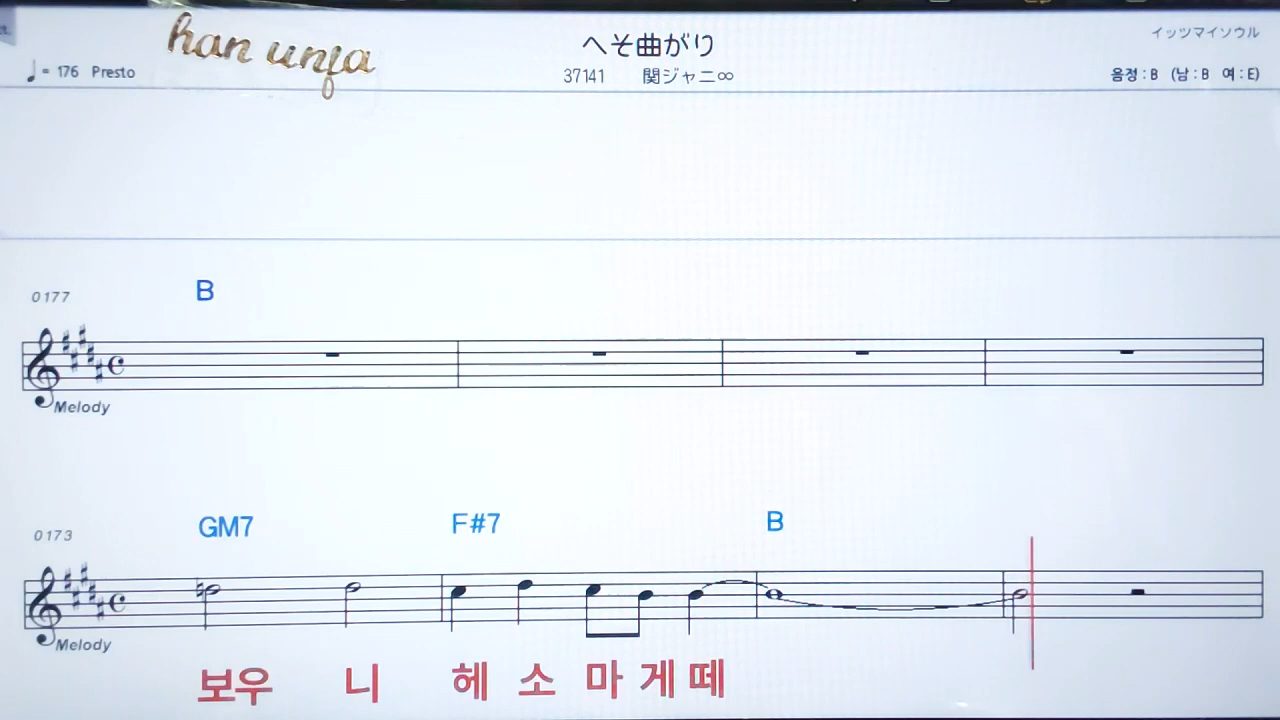 han unfa
へそ曲がり
イッツマイソウル
♩= 176 Presto
37141 関ジャニ∞
음정 : B (남 : B 여 : E)
0177
B
Melody
0173
GM7 F#7 B
Melody
보우 니 헤 소 마 게 떼